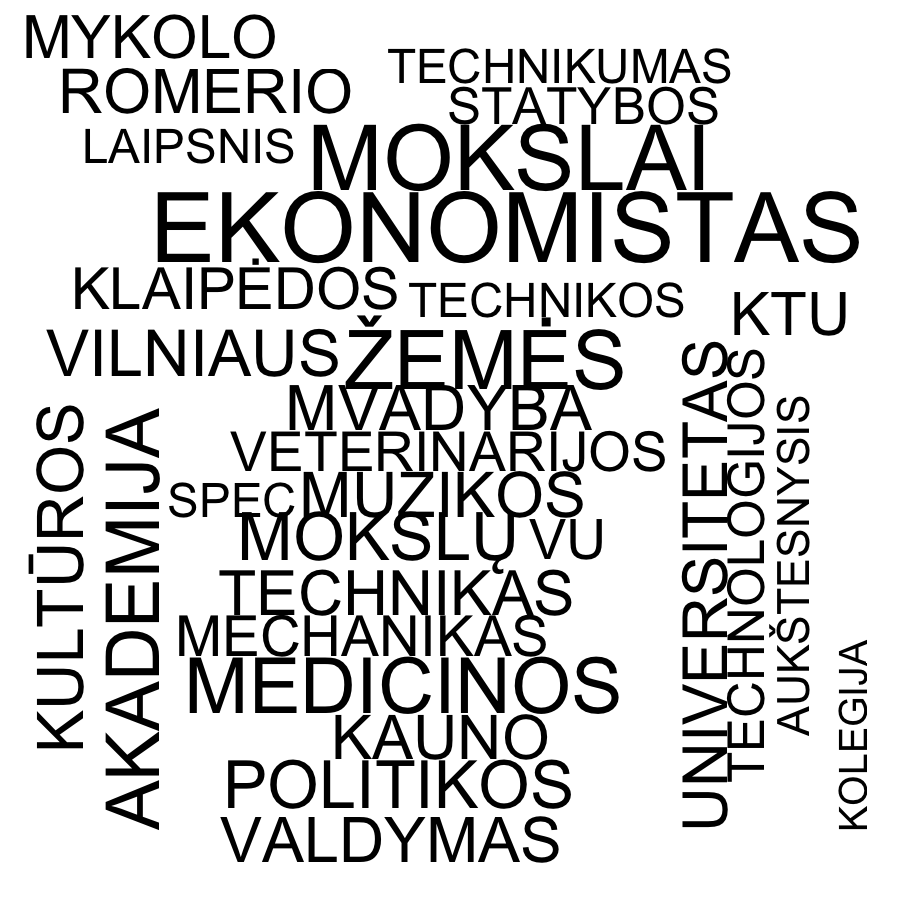 MYKOLO
TECHNIKUMAS
ROMERIO
STATYBOS
LAIPSNIS
MOKSLAI
EKONOMISTAS
KLAIPĖDOS
TECHNIKOS
KTU
VILNIAUS
ŽEMĖS
MVADYBA
VETERINARIJOS
SPEC
MUZIKOS
MOKSLŲ
VU
TECHNIKAS
MECHANIKAS
MEDICINOS
KAUNO
POLITIKOS
VALDYMAS
KULTŪROS
AKADEMIJA
UNIVERSITETAS
TECHNOLOGIJOS
AUKŠTESNYSIS
KOLEGIJA